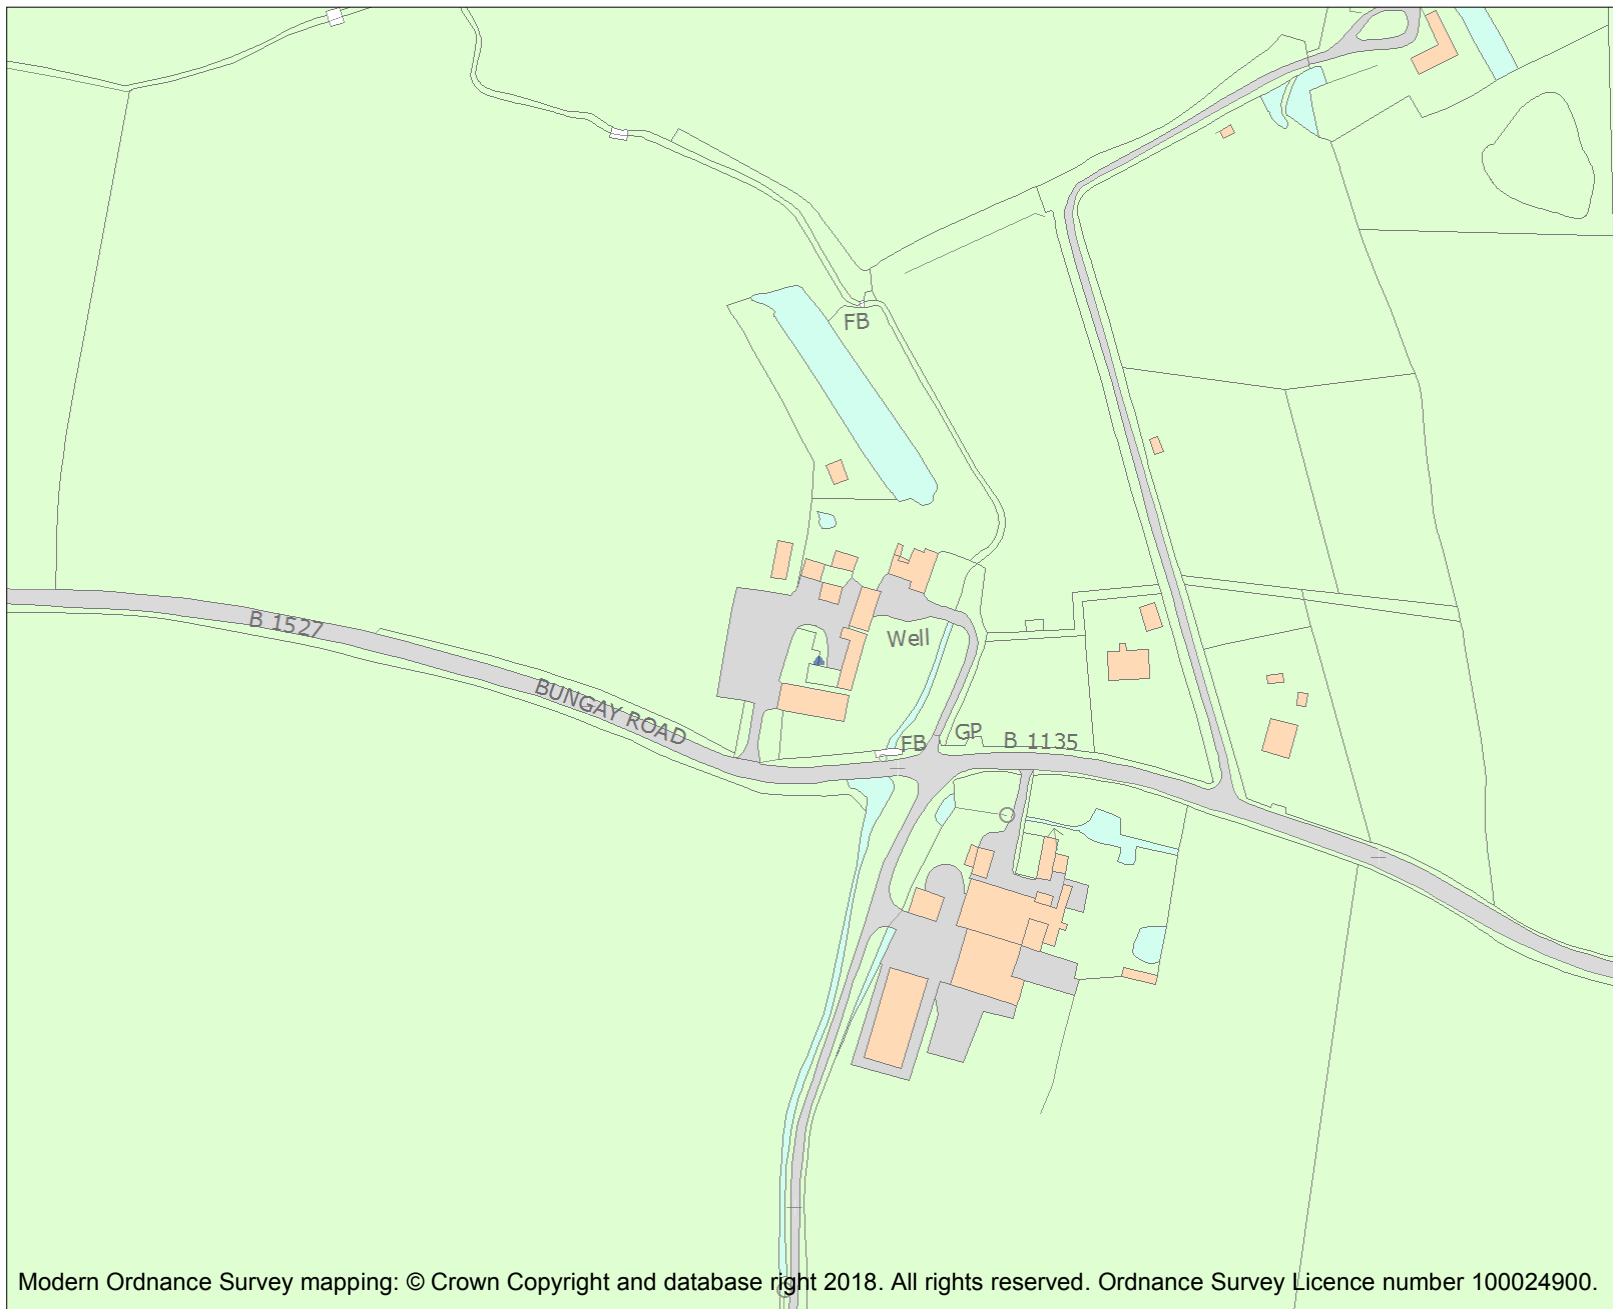 FB
B 1527
Well
BUNGAY ROAD
FB
GP
B 1135
Modern Ordnance Survey mapping: © Crown Copyright and database right 2018. All rights reserved. Ordnance Survey Licence number 100024900.